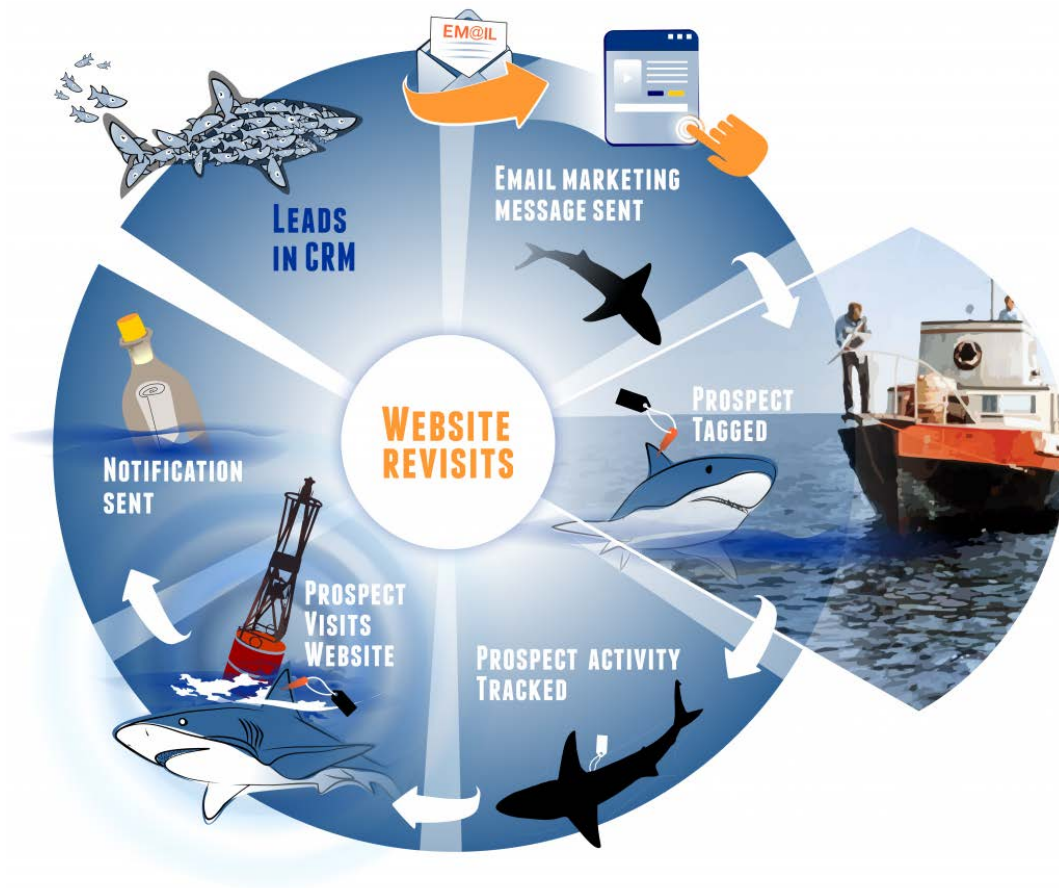 EM@IL
LEADS
IN CRM
EMAIL MARKETING
MESSAGE SENT
PROSPECT
TAGGED
PROSPECT ACTIVITY
TRACKED
PROSPECT
VISITS
WEBSITE
NOTIFICATION
SENT
WEBSITE
REVISITS